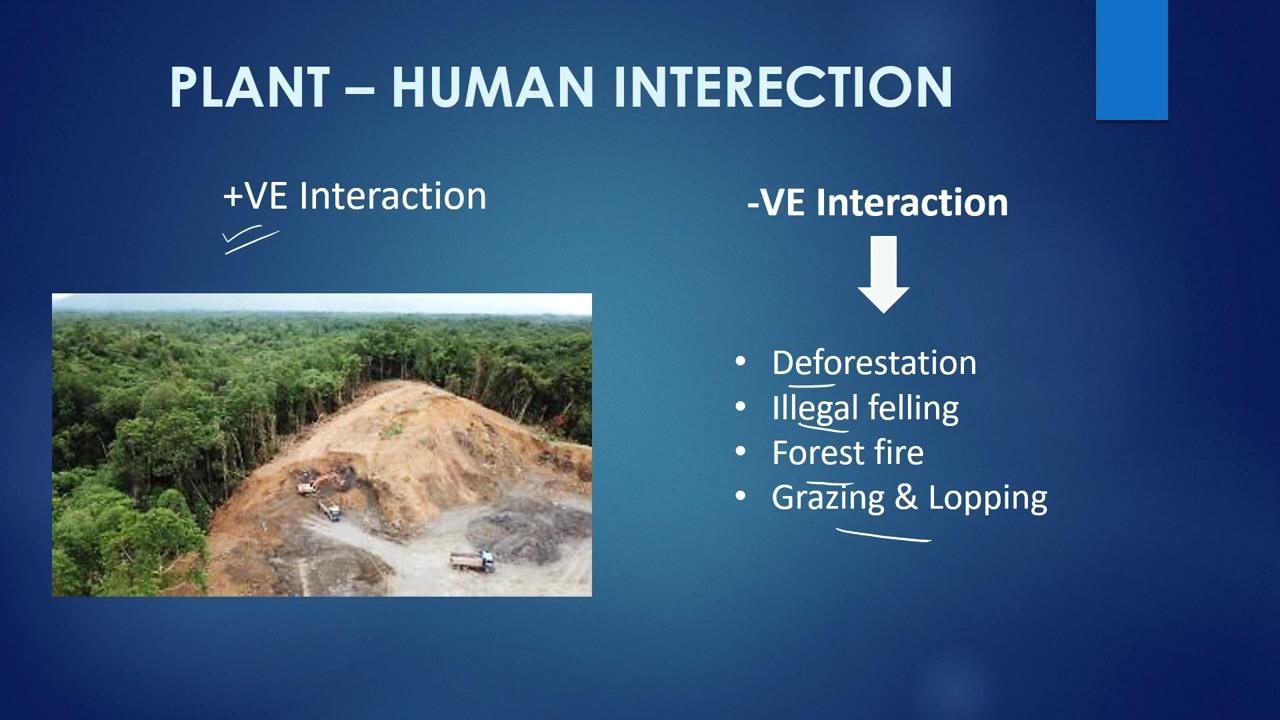 PLANT – HUMAN INTERECTION
+VE Interaction
-VE Interaction
• Deforestation
• Illegal felling
• Forest fire
• Grazing & Lopping